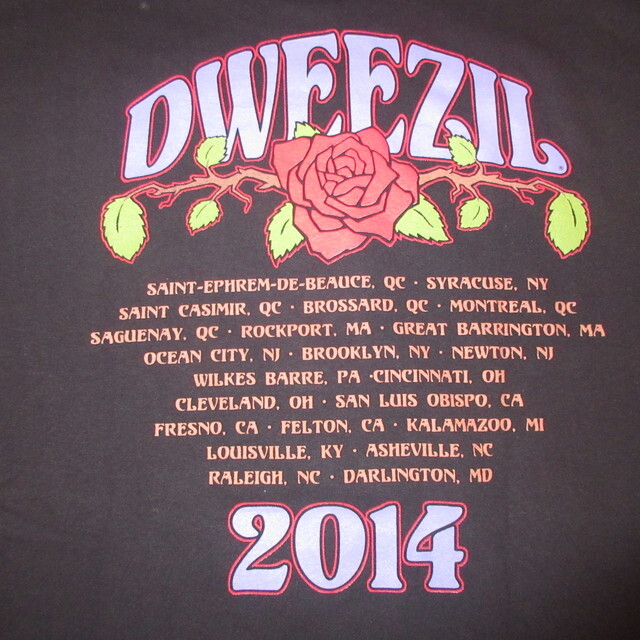 DWEEZIL
SAINT-EPHREM-DE-BEAUCE, QC · SYRACUSE, NY
SAINT CASIMIR, QC · BROSSARD, QC · MONTREAL, QC
SAGUENAY, QC · ROCKPORT, MA · GREAT BARRINGTON, MA
OCEAN CITY, NJ · BROOKLYN, NY · NEWTON, NJ
WILKES BARRE, PA ·CINCINNATI, OH
CLEVELAND, OH · SAN LUIS OBISPO, CA
FRESNO, CA · FELTON, CA · KALAMAZOO, MI
LOUISVILLE, KY · ASHEVILLE, NC
RALEIGH, NC · DARLINGTON, MD
2014